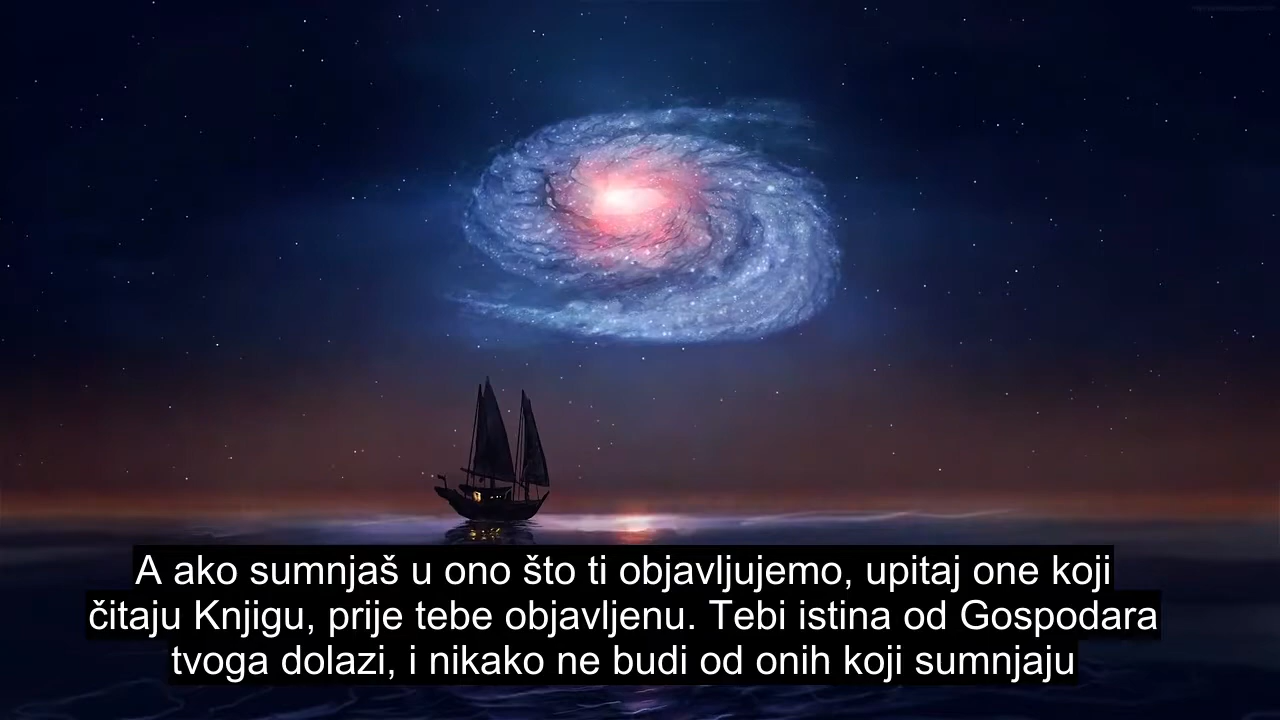 A ako sumnjaš u ono što ti objavljujemo, upitaj one koji
čitaju Knjigu, prije tebe objavljenu. Tebi istina od Gospodara
tvoga dolazi, i nikako ne budi od onih koji sumnjaju